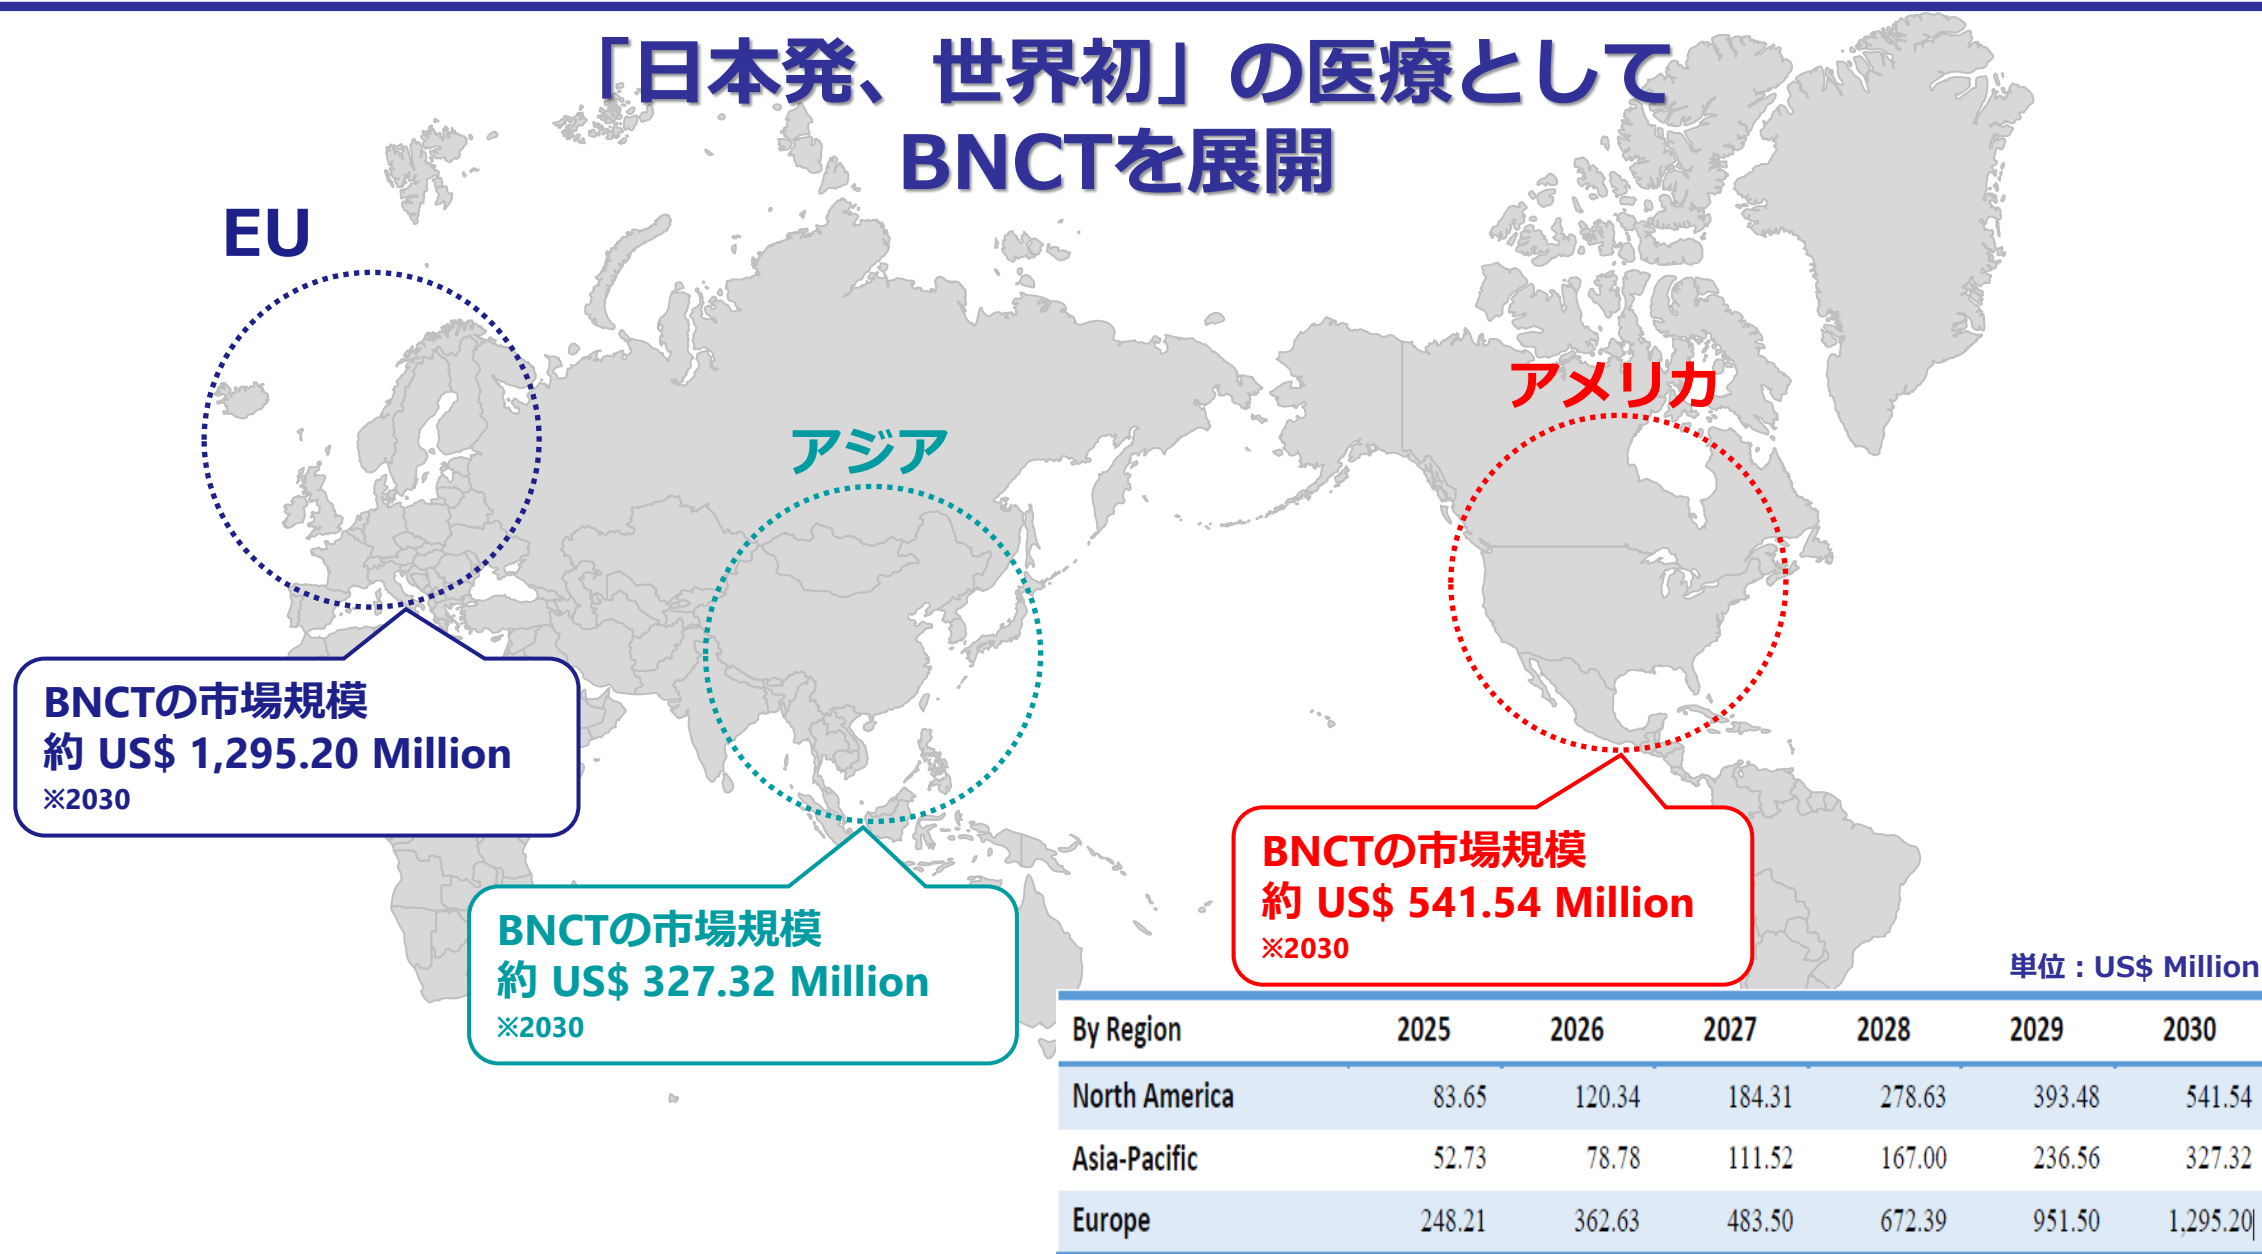 「日本発、世界初」の医療として
BNCTを展開
EU
アジア
アメリカ
BNCTの市場規模
約 US$ 1,295.20 Million
※2030
BNCTの市場規模
約 US$ 327.32 Million
※2030
BNCTの市場規模
約 US$ 541.54 Million
※2030
単位：US$ Million
By Region 2025 2026 2027 2028 2029 2030
North America 83.65 120.34 184.31 278.63 393.48 541.54
Asia-Pacific 52.73 78.78 111.52 167.00 236.56 327.32
Europe 248.21 362.63 483.50 672.39 951.50 1,295.20